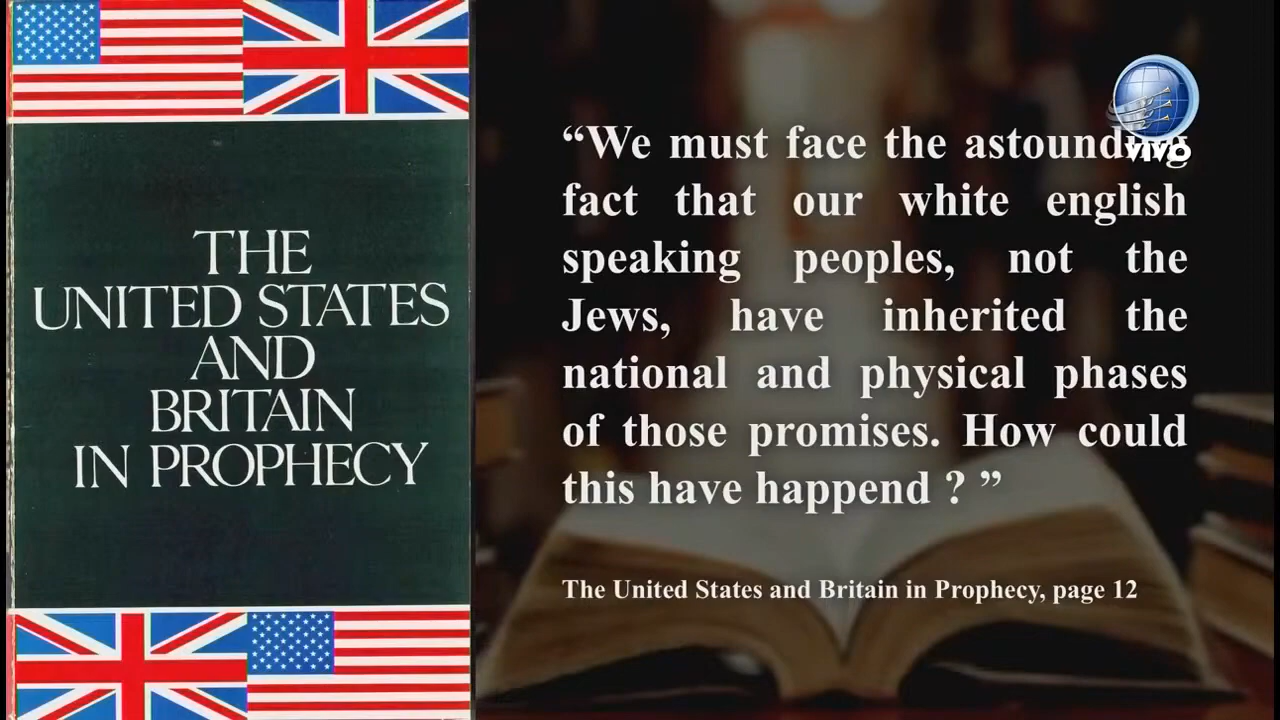 THE
UNITED STATES
AND
BRITAIN
IN PROPHECY
“We must face the astounding
fact that our white english
speaking peoples, not the
Jews, have inherited the
national and physical phases
of those promises. How could
this have happend ? ”
The United States and Britain in Prophecy, page 12
VIVO